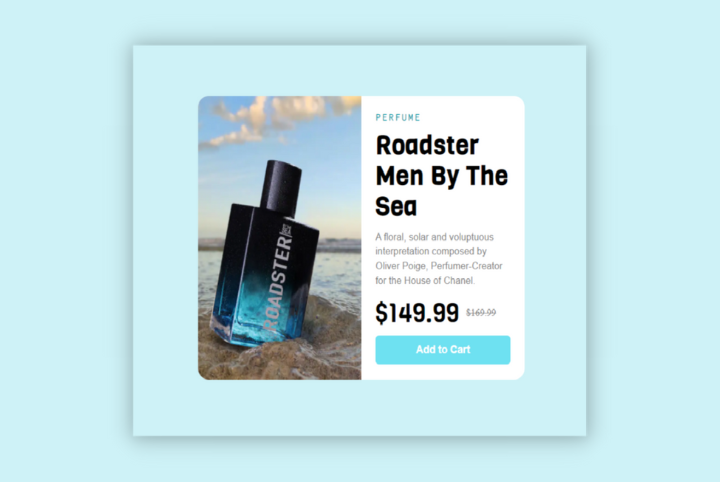 PERFUME
Roadster
Men By The
Sea
A floral, solar and voluptuous
interpretation composed by
Oliver Poige, Perfumer-Creator
for the House of Chanel
$149.99 $169.99
Add to Cart
ROADSTER